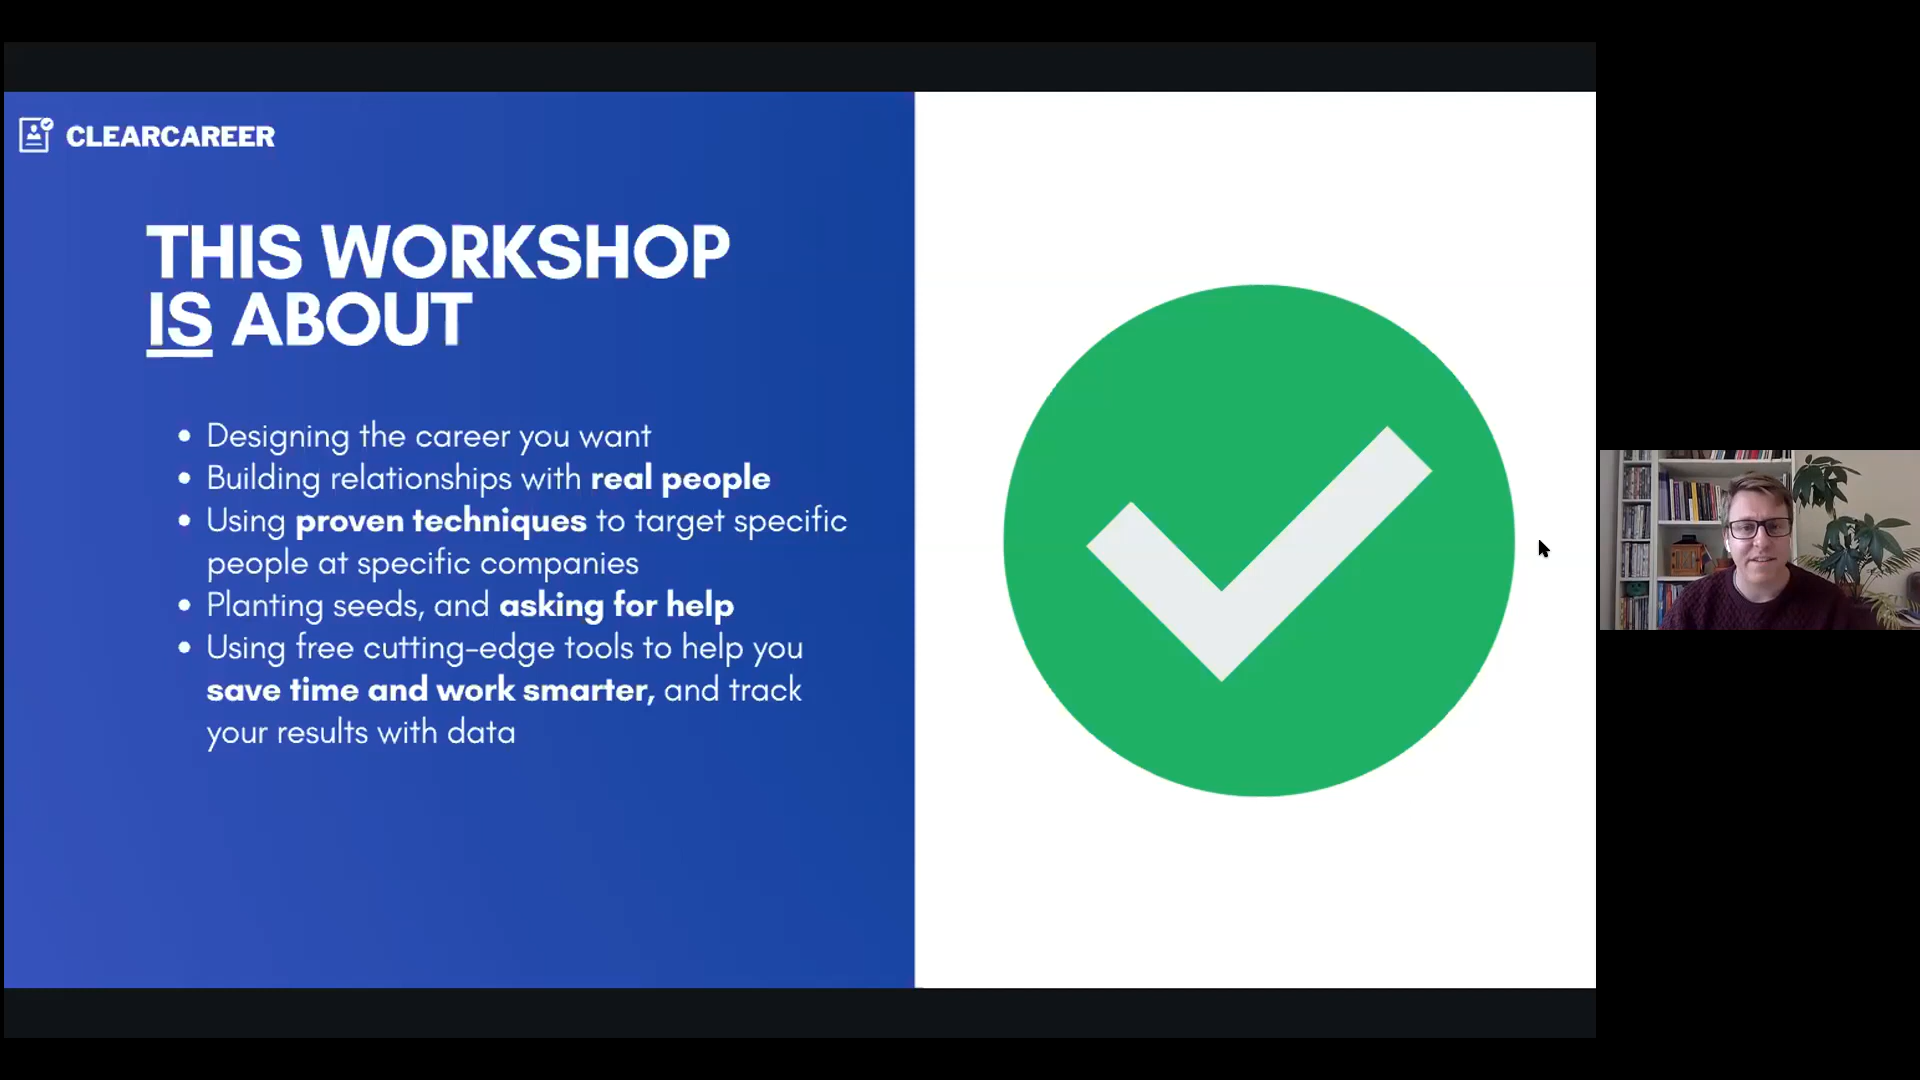 CLEARCAREER
THIS WORKSHOP
IS ABOUT
• Designing the career you want
• Building relationships with real people
• Using proven techniques to target specific
people at specific companies
• Planting seeds, and asking for help
• Using free cutting-edge tools to help you
save time and work smarter, and track
your results with data